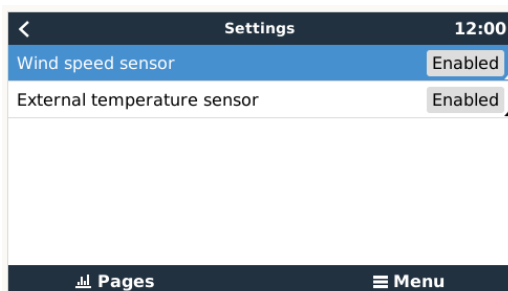 Settings 12:00
Wind speed sensor Enabled
External temperature sensor Enabled
Pages Menu